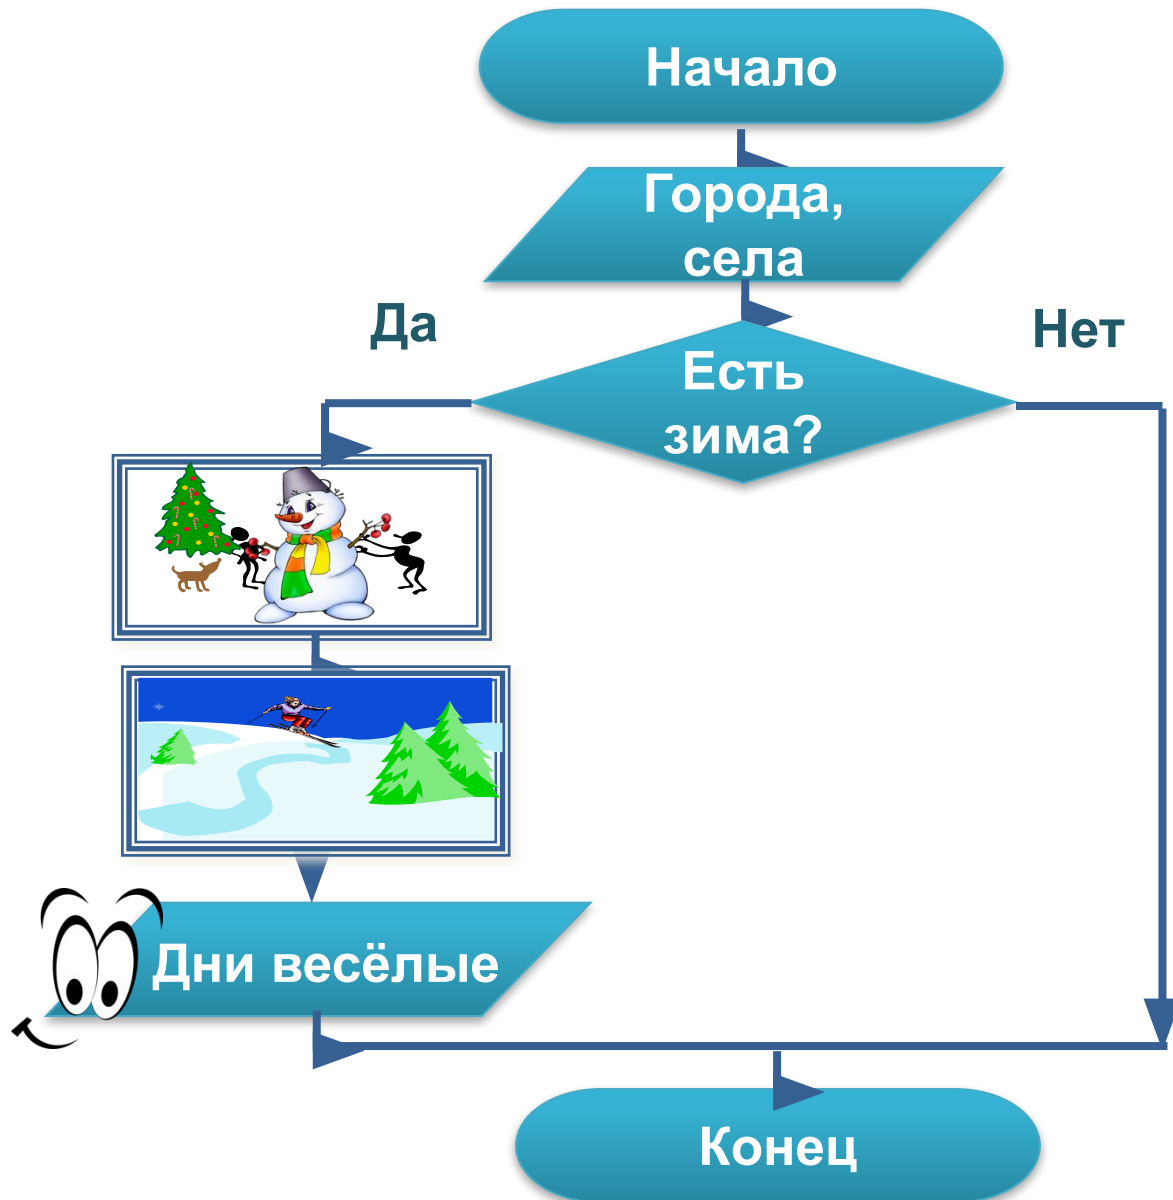 Начало
Города,
села
Да
Нет
Есть
зима?
Дни весёлые
Конец